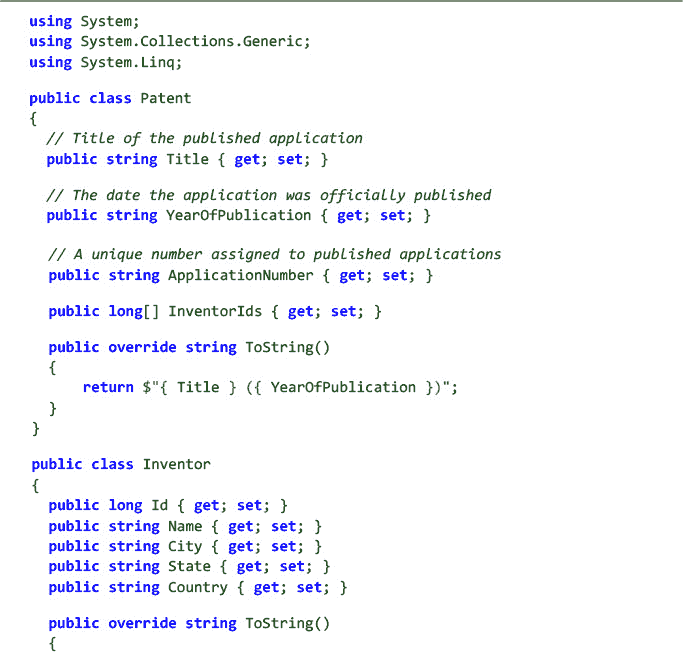 using System;
using System.Collections.Generic;
using System.Linq;
public class Patent
{
// Title of the published application
public string Title { get; set; }
// The date the application was officially published
public string YearOfPublication { get; set; }
// A unique number assigned to published applications
public string ApplicationNumber { get; set; }
public long[] InventorIds { get; set; }
public override string ToString()
{
return $"{ Title } ({ YearOfPublication })";
}
}
public class Inventor
{
public long Id { get; set; }
public string Name { get; set; }
public string City { get; set; }
public string State { get; set; }
public string Country { get; set; }
public override string ToString()
{